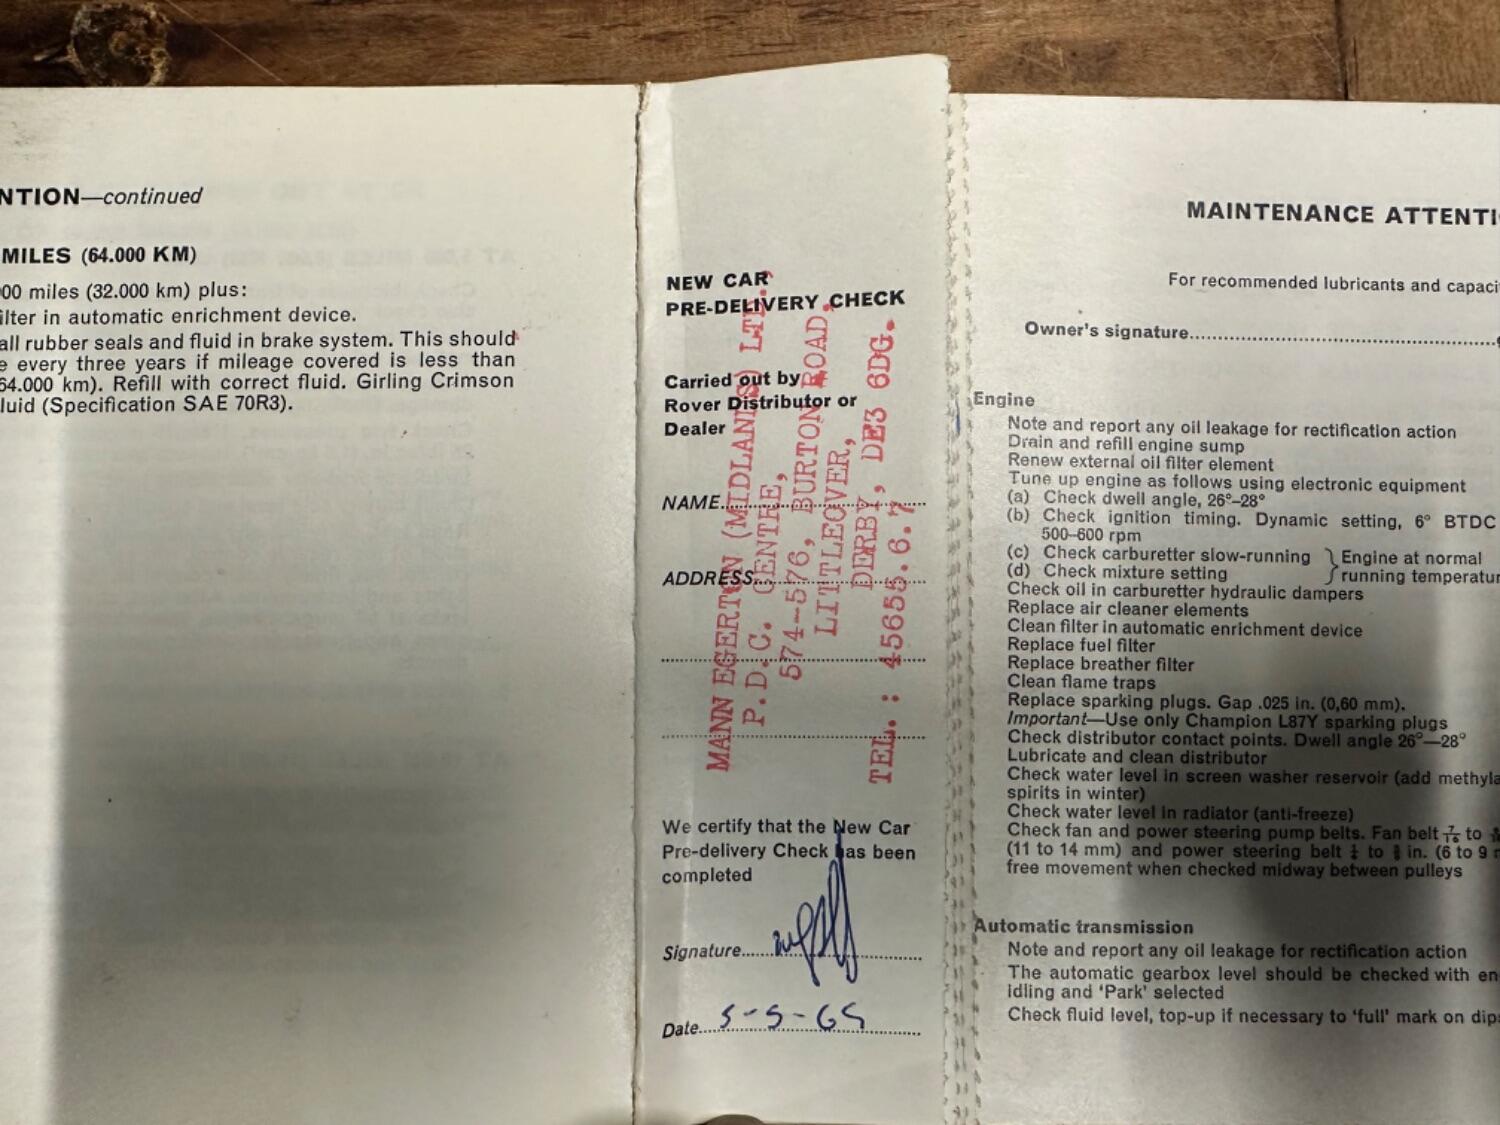 NTION—continued
MILES (64.000 KM)
00 miles (32.000 km) plus:
ilter in automatic enrichment device.
all rubber seals and fluid in brake system. This should
e every three years if mileage covered is less than
64.000 km). Refill with correct fluid. Girling Crimson
luid (Specification SAE 70R3).
NEW CAR
PRE-DELIVERY CHECK
Carried out by
Rover Distributor or
Dealer
NAME
ADDRESS
MANN EGERTON (MIDLANDS) LTD.,
P.D.C. CENTRE,
574-576, BURTON ROAD,
LITTLEOVER,
DERBY, DE3 6DG.
TEL.: 45655.6.7
We certify that the New Car
Pre-delivery Check has been
completed
Signature
Date 5-5-69
MAINTENANCE ATTENTI
For recommended lubricants and capaci
Owner's signature
Engine
Note and report any oil leakage for rectification action
Drain and refill engine sump
Renew external oil filter element
Tune up engine as follows using electronic equipment
(a) Check dwell angle, 26°–28°
(b) Check ignition timing. Dynamic setting, 6° BTDC
500–600 rpm
(c) Check carburetter slow-running } Engine at normal
(d) Check mixture setting } running temperatur
Check oil in carburetter hydraulic dampers
Replace air cleaner elements
Clean filter in automatic enrichment device
Replace fuel filter
Replace breather filter
Clean flame traps
Replace sparking plugs. Gap .025 in. (0,60 mm).
Important—Use only Champion L87Y sparking plugs
Check distributor contact points. Dwell angle 26°—28°
Lubricate and clean distributor
Check water level in screen washer reservoir (add methyla
spirits in winter)
Check water level in radiator (anti-freeze)
Check fan and power steering pump belts. Fan belt 7/16 to
(11 to 14 mm) and power steering belt ¼ to ⅜ in. (6 to 9
free movement when checked midway between pulleys
Automatic transmission
Note and report any oil leakage for rectification action
The automatic gearbox level should be checked with en
idling and 'Park' selected
Check fluid level, top-up if necessary to 'full' mark on dip